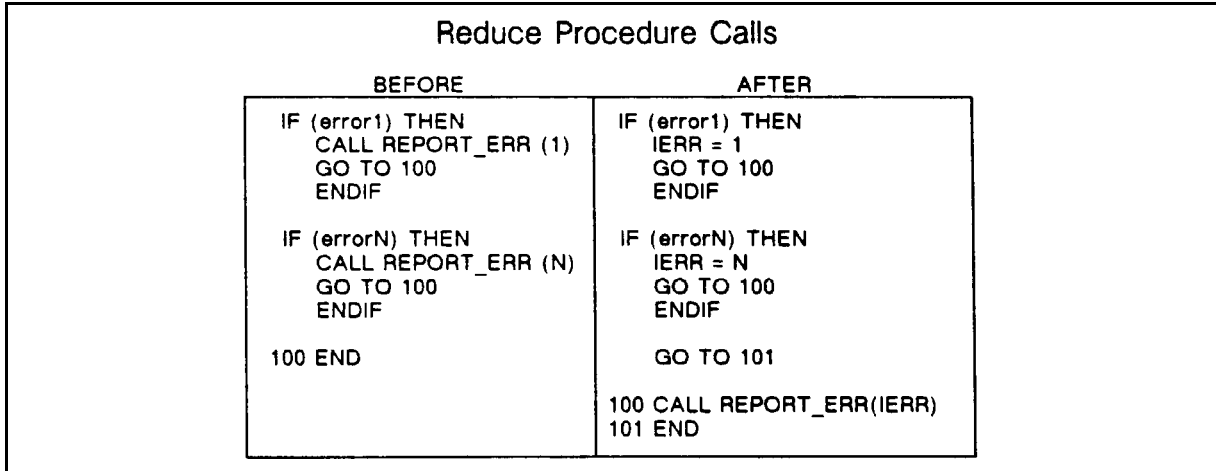 Reduce Procedure Calls
BEFORE
IF (error1) THEN
CALL REPORT_ERR (1)
GO TO 100
ENDIF
IF (errorN) THEN
CALL REPORT_ERR (N)
GO TO 100
ENDIF
100 END
AFTER
IF (error1) THEN
IERR = 1
GO TO 100
ENDIF
IF (errorN) THEN
IERR = N
GO TO 100
ENDIF
GO TO 101
100 CALL REPORT_ERR(IERR)
101 END